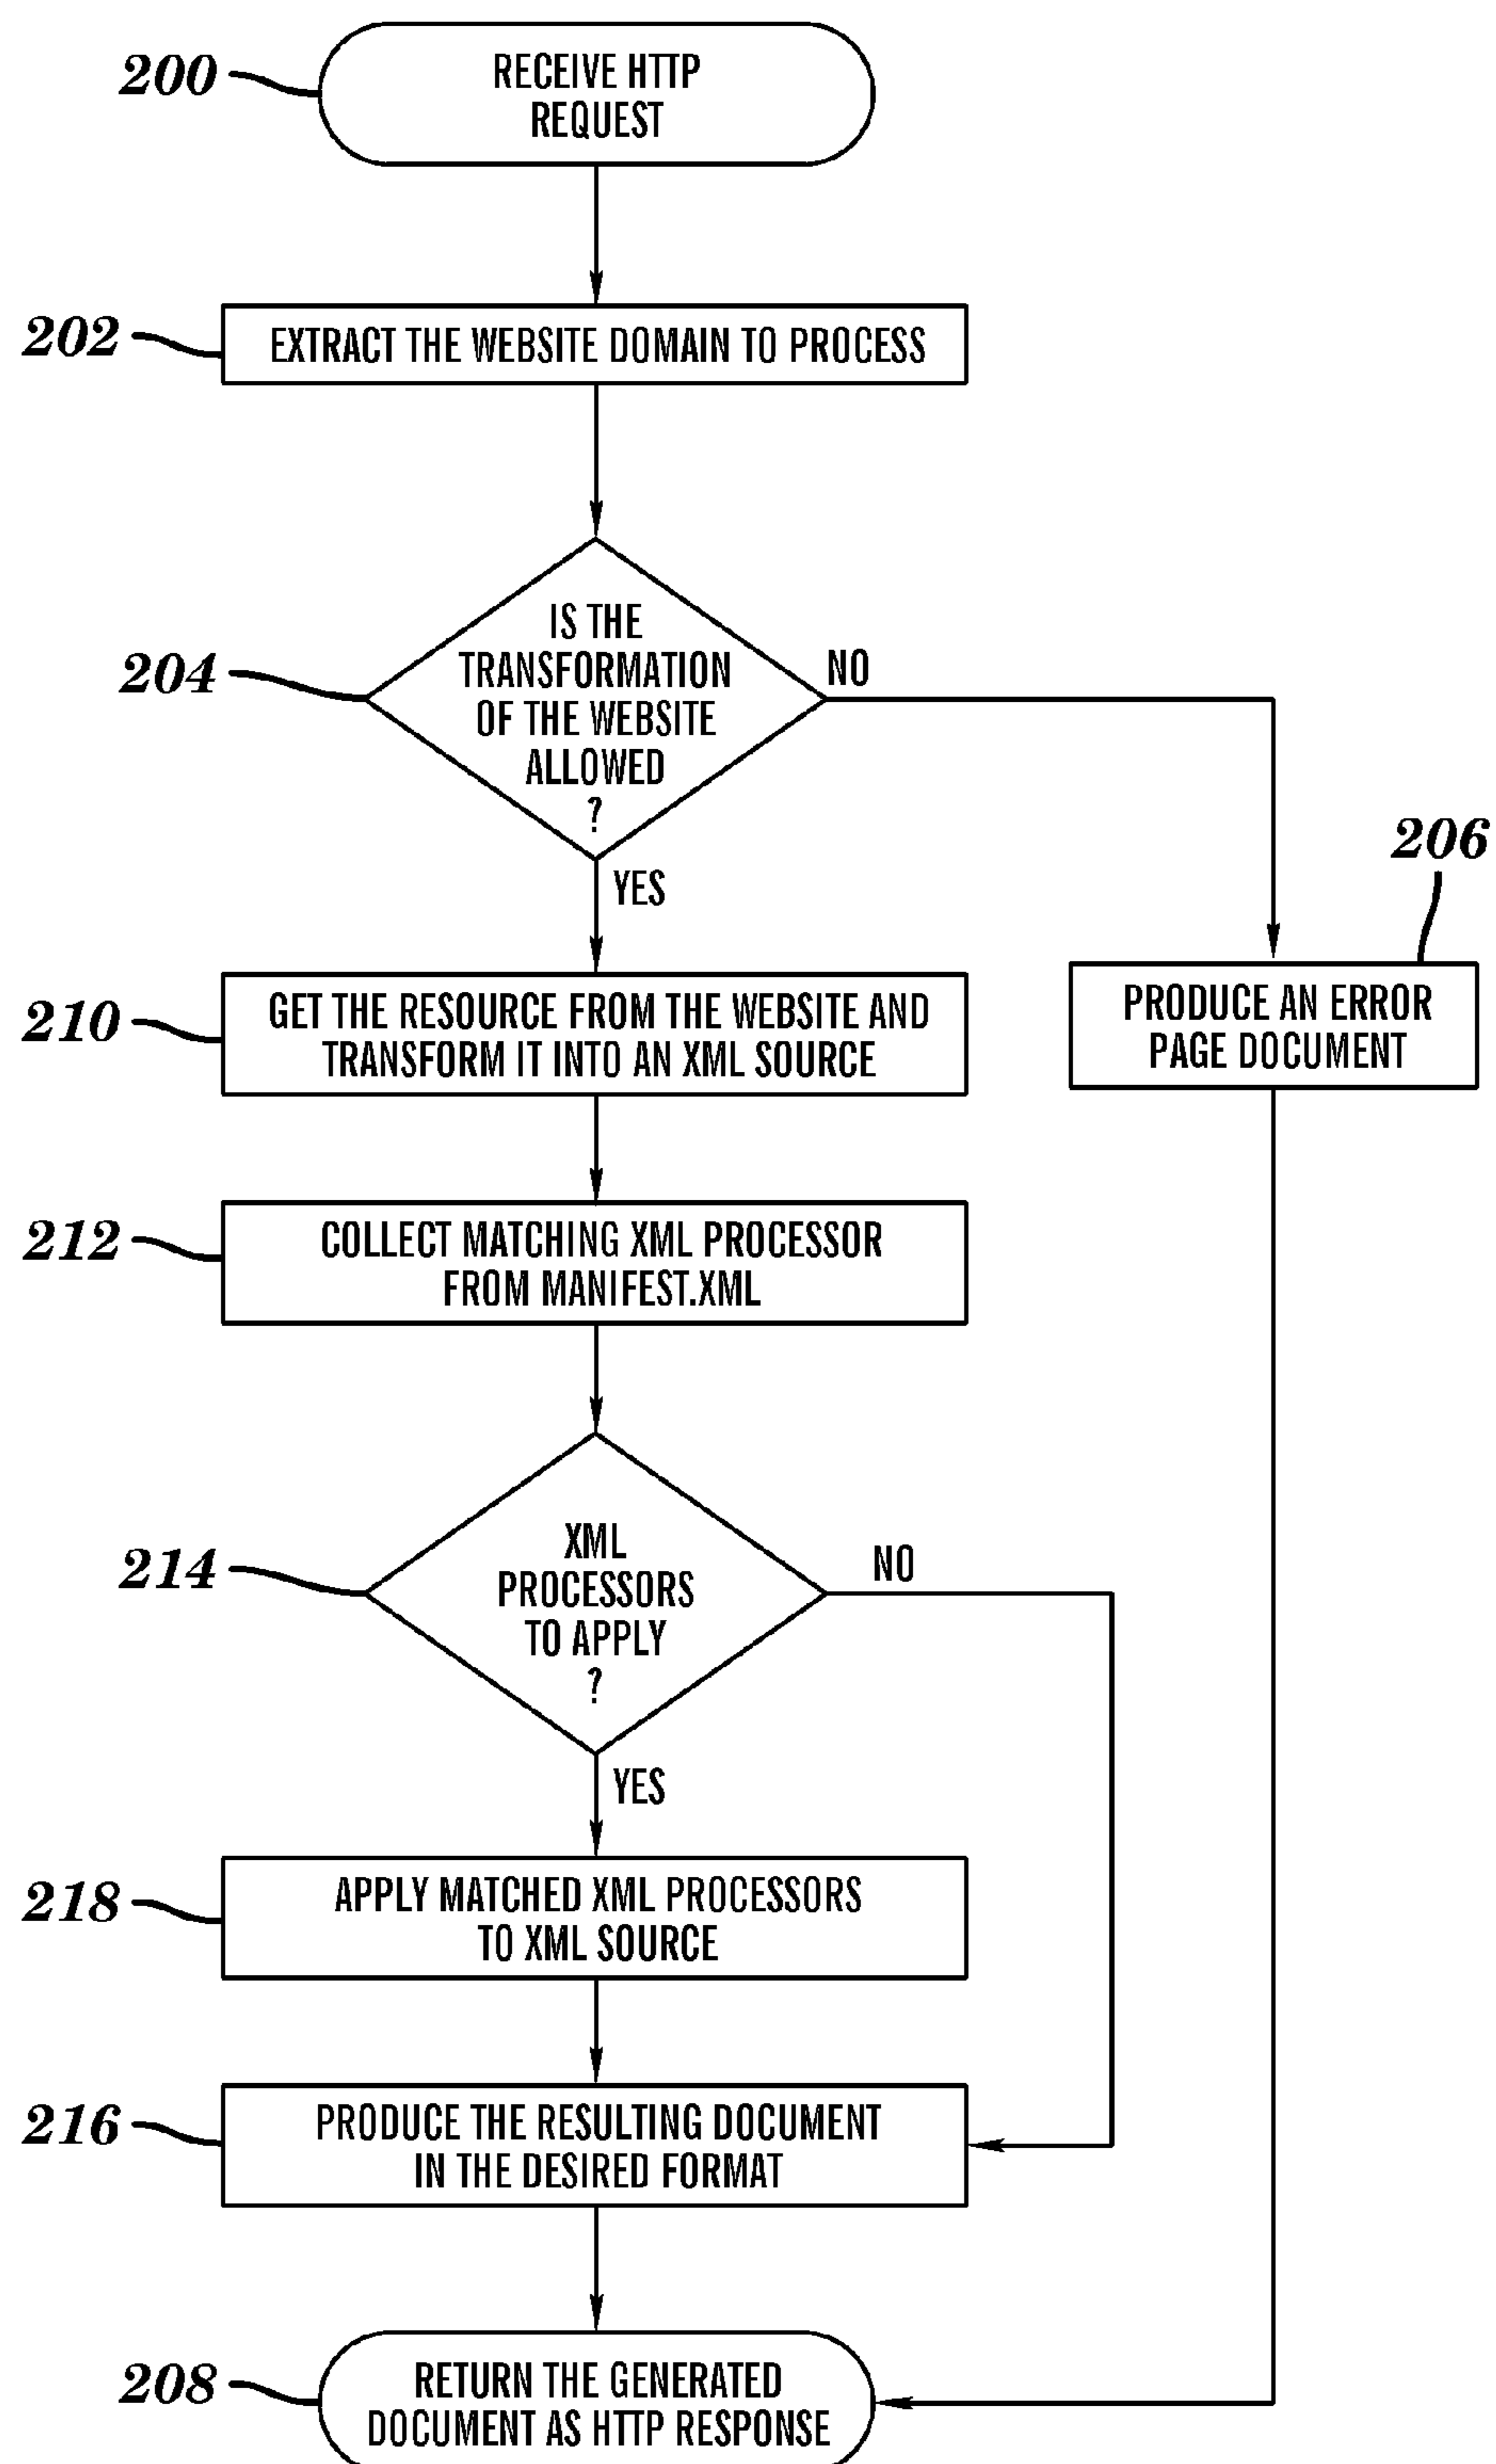 200
RECEIVE HTTP
REQUEST
202
EXTRACT THE WEBSITE DOMAIN TO PROCESS
204
IS THE
TRANSFORMATION
OF THE WEBSITE
ALLOWED
?
NO
YES
206
PRODUCE AN ERROR
PAGE DOCUMENT
210
GET THE RESOURCE FROM THE WEBSITE AND
TRANSFORM IT INTO AN XML SOURCE
212
COLLECT MATCHING XML PROCESSOR
FROM MANIFEST.XML
214
XML
PROCESSORS
TO APPLY
?
NO
YES
218
APPLY MATCHED XML PROCESSORS
TO XML SOURCE
216
PRODUCE THE RESULTING DOCUMENT
IN THE DESIRED FORMAT
208
RETURN THE GENERATED
DOCUMENT AS HTTP RESPONSE